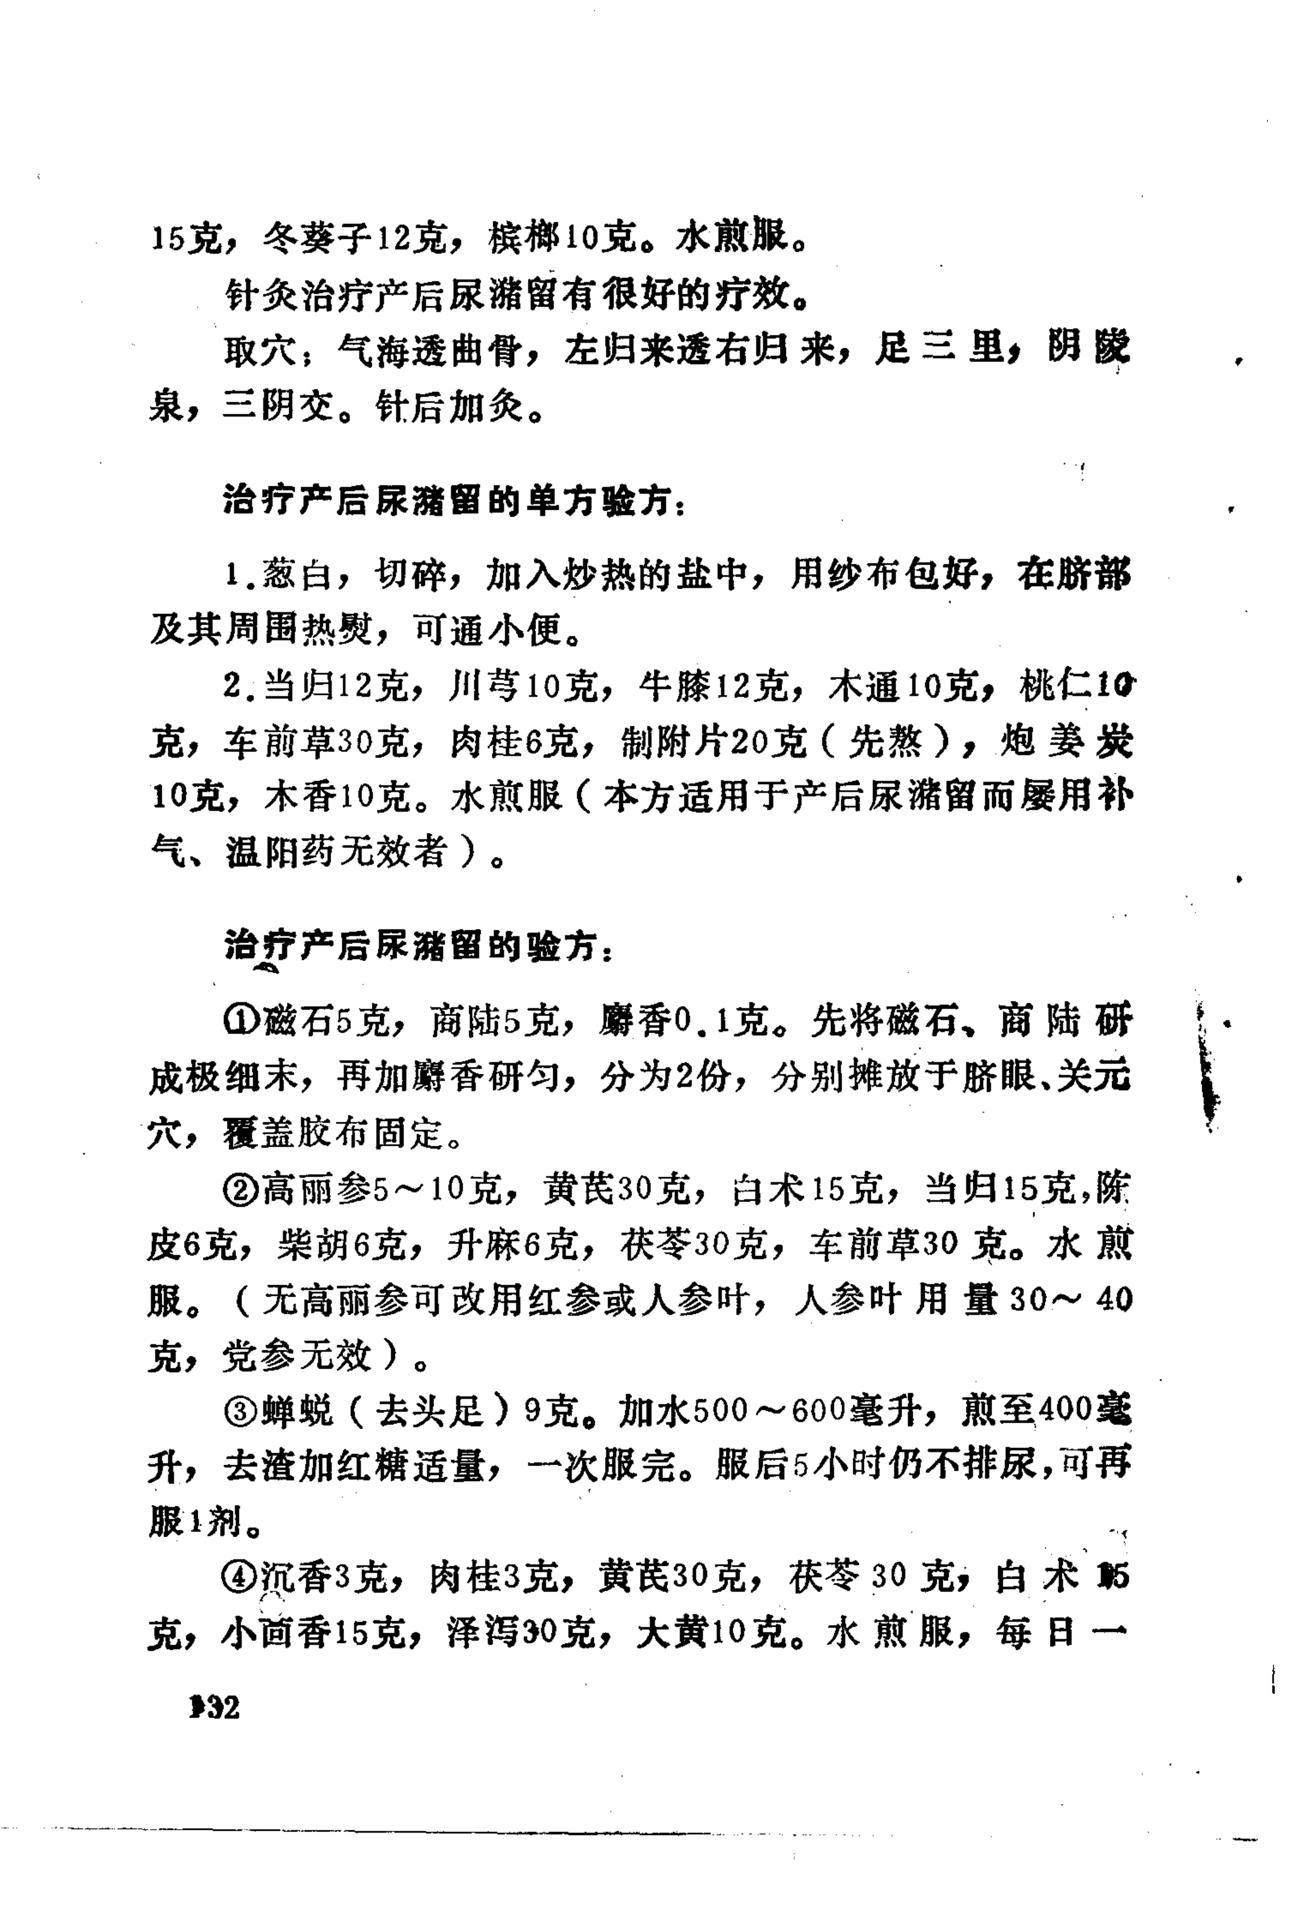 15克，冬葵子12克，槟榔10克。水煎服。
针灸治疗产后尿潴留有很好的疗效。
取穴：气海透曲骨，左归来透右归来，足三里，阴陵
泉，三阴交。针后加灸。
治疗产后尿潴留的单方验方：
1.葱白，切碎，加入炒热的盐中，用纱布包好，在脐部
及其周围热熨，可通小便。
2.当归12克，川芎10克，牛膝12克，木通10克，桃仁10
克，车前草30克，肉桂6克，制附片20克（先熬），炮姜炭
10克，木香10克。水煎服（本方适用于产后尿潴留而屡用补
气、温阳药无效者）。
治疗产后尿潴留的验方：
①磁石5克，商陆5克，麝香0.1克。先将磁石、商陆研
成极细末，再加麝香研匀，分为2份，分别摊放于脐眼、关元
穴，覆盖胶布固定。
②高丽参5～10克，黄芪30克，白术15克，当归15克，陈
皮6克，柴胡6克，升麻6克，茯苓30克，车前草30克。水煎
服。（无高丽参可改用红参或人参叶，人参叶用量30～40
克，党参无效）。
③蝉蜕（去头足）9克。加水500～600毫升，煎至400毫
升，去渣加红糖适量，一次服完。服后5小时仍不排尿，可再
服1剂。
④沉香3克，肉桂3克，黄芪30克，茯苓30克，白术15
克，小茴香15克，泽泻30克，大黄10克。水煎服，每日一
132